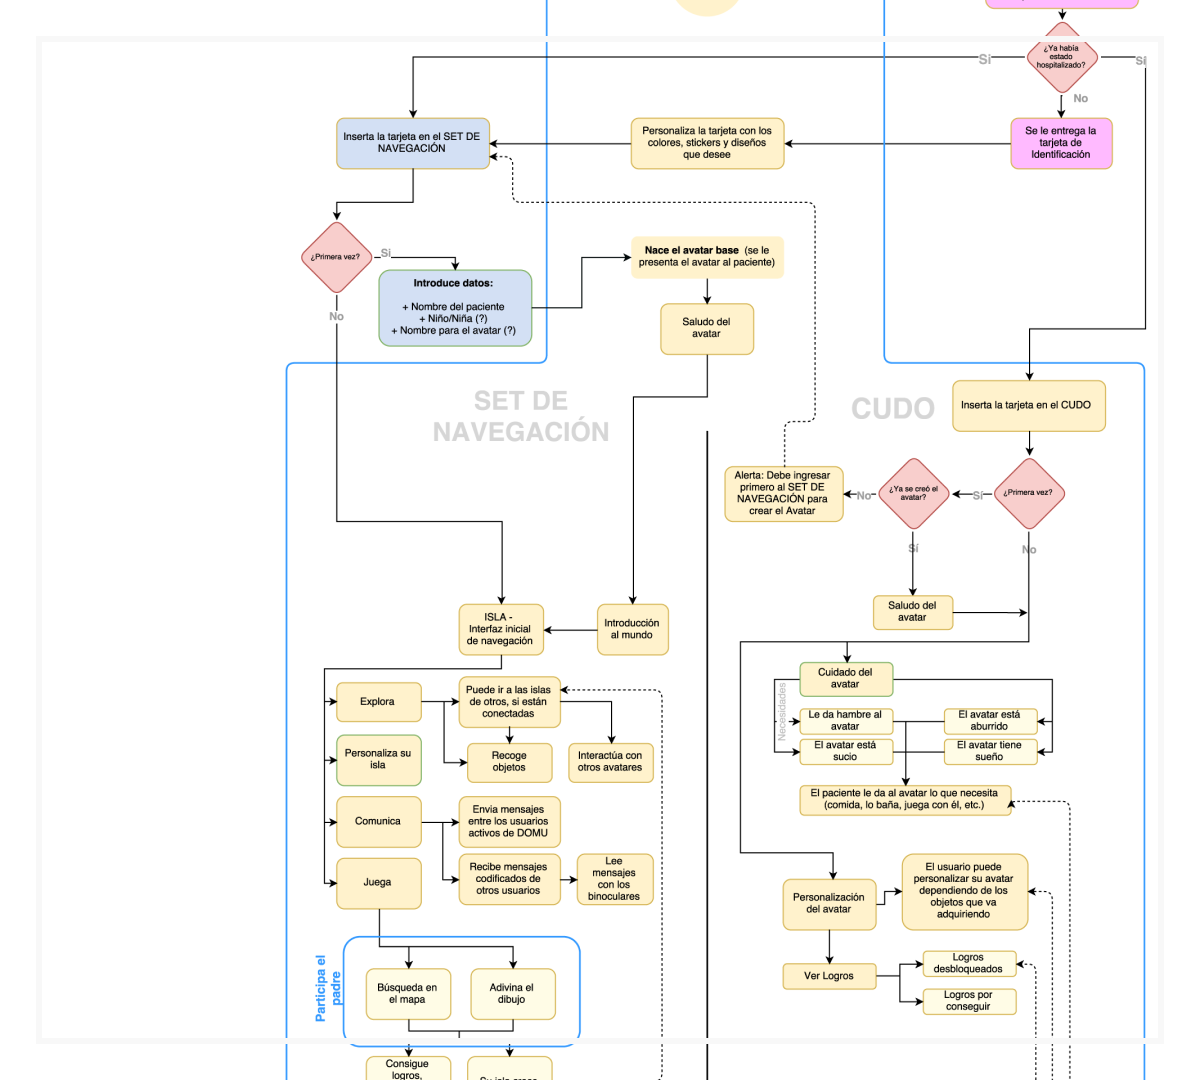 ¿Ya había
estado
hospitalizado?
Si
Si
No
Inserta la tarjeta en el SET DE
NAVEGACIÓN
Personaliza la tarjeta con los
colores, stickers y diseños
que desee
Se le entrega la
tarjeta de
Identificación
¿Primera vez?
Si
No
Introduce datos:
+ Nombre del paciente
+ Niño/Niña (?)
+ Nombre para el avatar (?)
Nace el avatar base (se le
presenta el avatar al paciente)
Saludo del
avatar
SET DE
NAVEGACIÓN
CUDO
Inserta la tarjeta en el CUDO
Alerta: Debe ingresar
primero al SET DE
NAVEGACIÓN para
crear el Avatar
No
¿Ya se creó el
avatar?
Sí
¿Primera vez?
Sí
No
Saludo del
avatar
ISLA -
Interfaz inicial
de navegación
Introducción
al mundo
Explora
Puede ir a las islas
de otros, si están
conectadas
Recoge
objetos
Interactúa con
otros avatares
Personaliza su
isla
Comunica
Envia mensajes
entre los usuarios
activos de DOMU
Recibe mensajes
codificados de
otros usuarios
Lee
mensajes
con los
binoculares
Juega
Participa el
padre
Búsqueda en
el mapa
Adivina el
dibujo
Consigue
logros,
Cuidado del
avatar
Necesidades
Le da hambre al
avatar
El avatar está
aburrido
El avatar está
sucio
El avatar tiene
sueño
El paciente le da al avatar lo que necesita
(comida, lo baña, juega con él, etc.)
Personalización
del avatar
El usuario puede
personalizar su avatar
dependiendo de los
objetos que va
adquiriendo
Ver Logros
Logros
desbloqueados
Logros por
conseguir